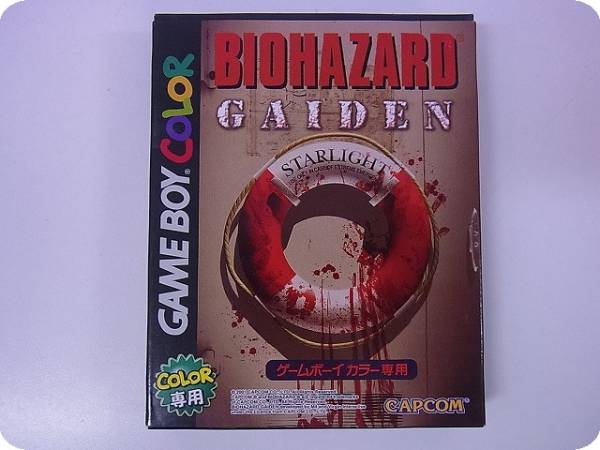 BIOHAZARD
GAIDEN
GAME BOY COLOR
STARLIGHT
ゲームボーイカラー専用
COLOR
専用
CAPCOM